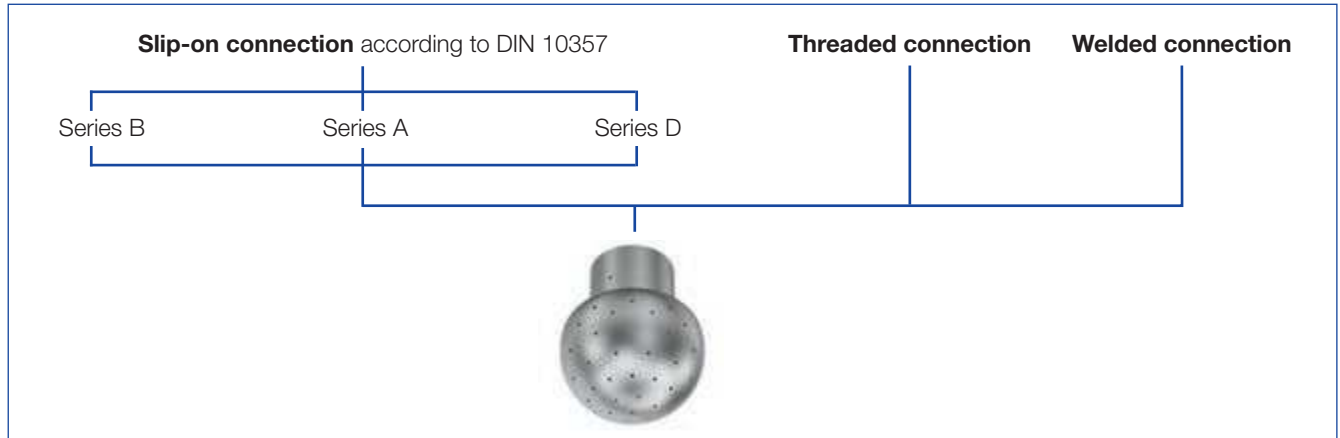 Slip-on connection according to DIN 10357
Threaded connection
Welded connection
Series B
Series A
Series D